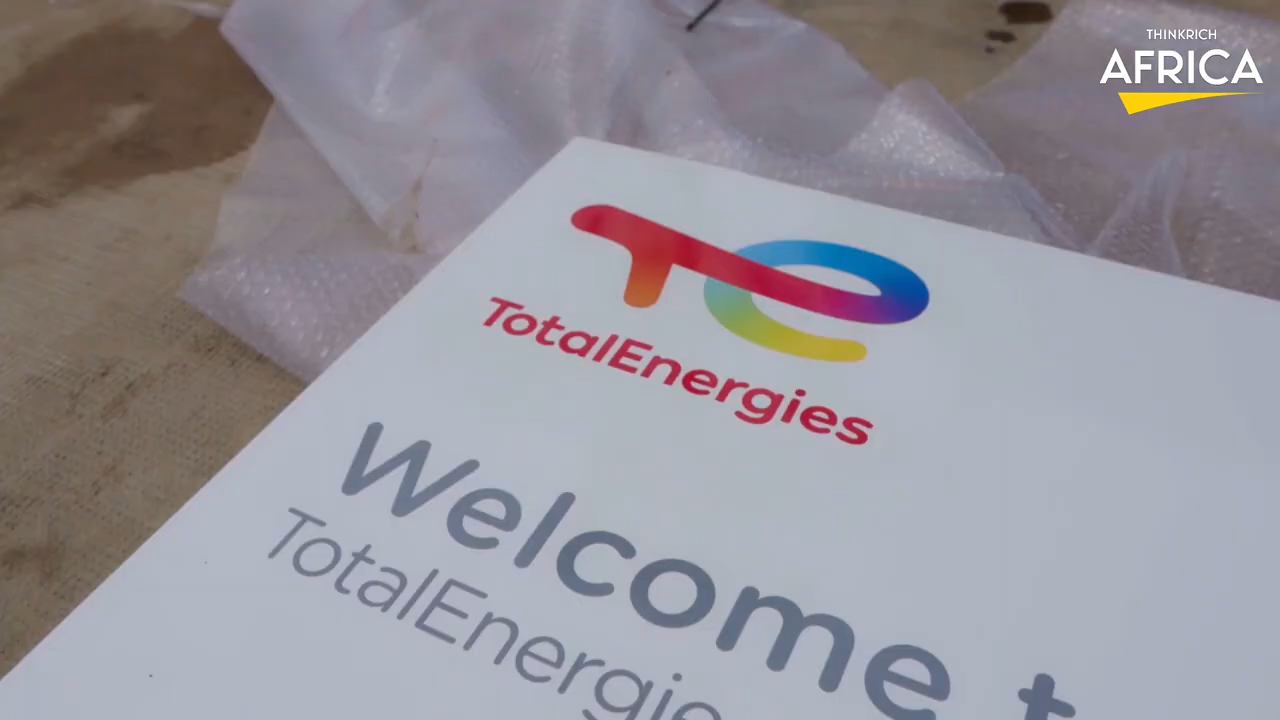 THINKRICH
AFRICA
TotalEnergies
Welcome t
TotalEnergie